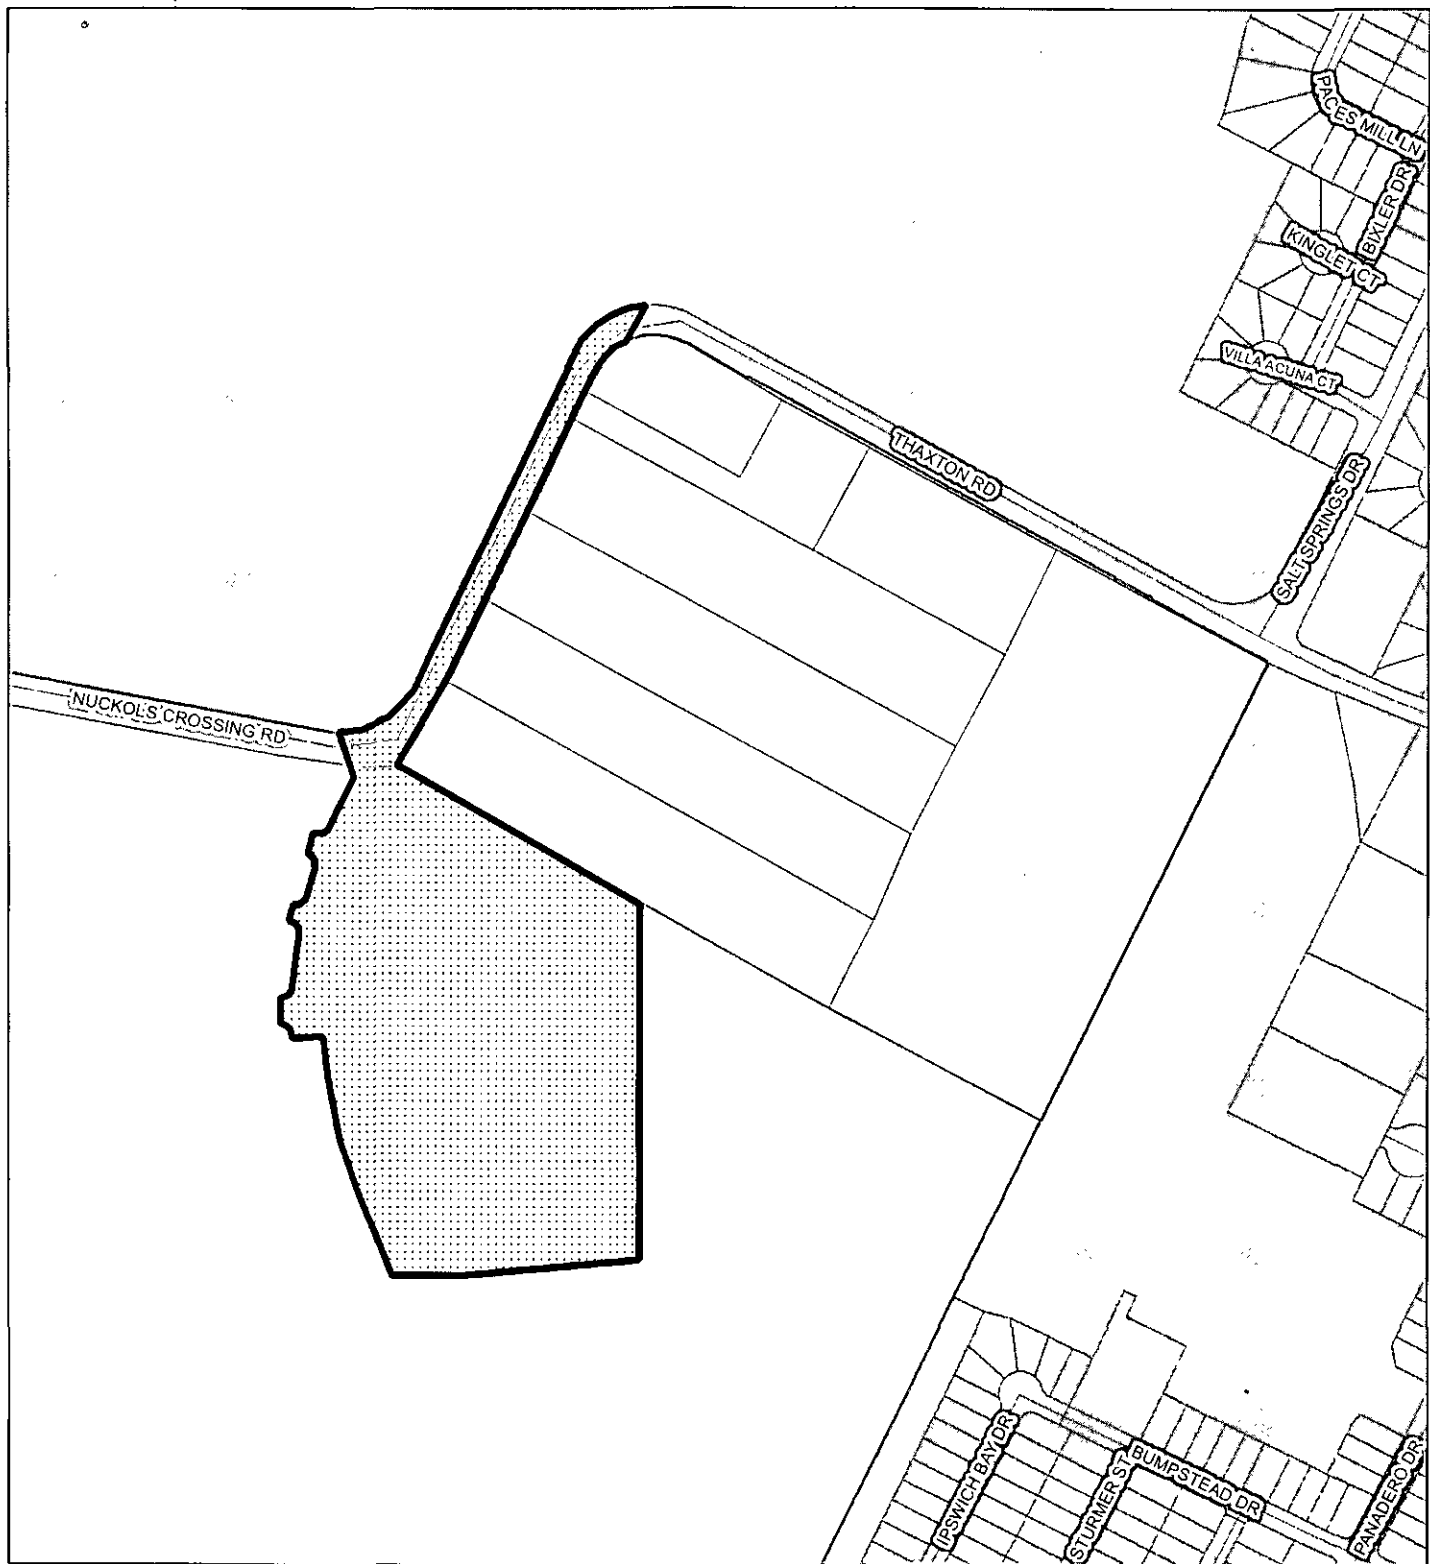 PACES MILL LN
BIXLER DR
KINGLET CT
VILLA ACUNA CT
THAXTON RD
SALT SPRINGS DR
NUCKOLS CROSSING RD
IPSWICH BAY DR
STURMER ST
BUMPSTEAD DR
PANADERO DR